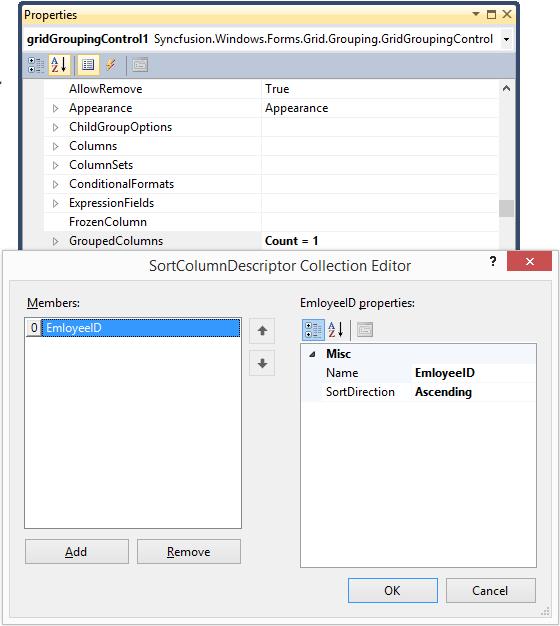 Properties
gridGroupingControl1 Syncfusion.Windows.Forms.Grid.Grouping.GridGroupingControl
AllowRemove True
Appearance Appearance
ChildGroupOptions
Columns
ColumnSets
ConditionalFormats
ExpressionFields
FrozenColumn
GroupedColumns Count = 1
SortColumnDescriptor Collection Editor
Members:
0 EmloyeeID
Add Remove
EmloyeeID properties:
Misc
Name EmloyeeID
SortDirection Ascending
OK Cancel